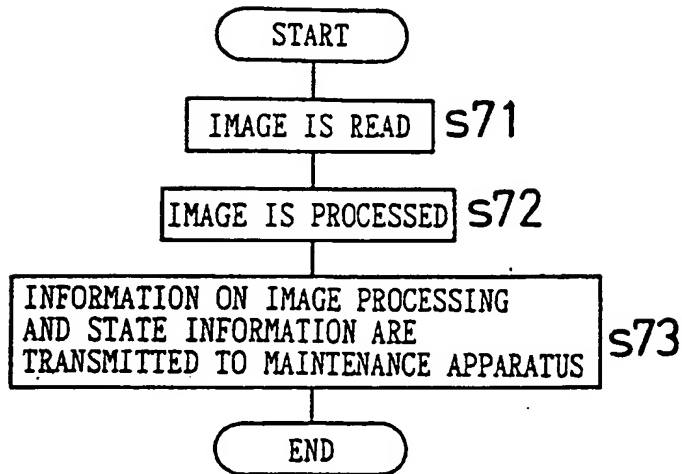 START
IMAGE IS READ s71
IMAGE IS PROCESSED s72
INFORMATION ON IMAGE PROCESSING
AND STATE INFORMATION ARE
TRANSMITTED TO MAINTENANCE APPARATUS s73
END